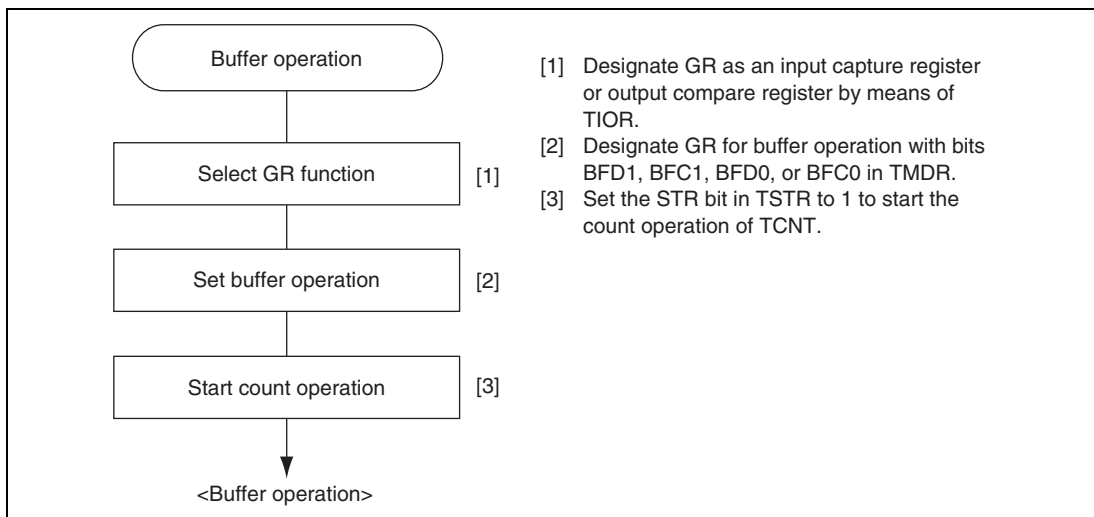 Buffer operation
Select GR function
[1]
Set buffer operation
[2]
Start count operation
[3]
<Buffer operation>
[1] Designate GR as an input capture register
or output compare register by means of
TIOR.
[2] Designate GR for buffer operation with bits
BFD1, BFC1, BFD0, or BFC0 in TMDR.
[3] Set the STR bit in TSTR to 1 to start the
count operation of TCNT.